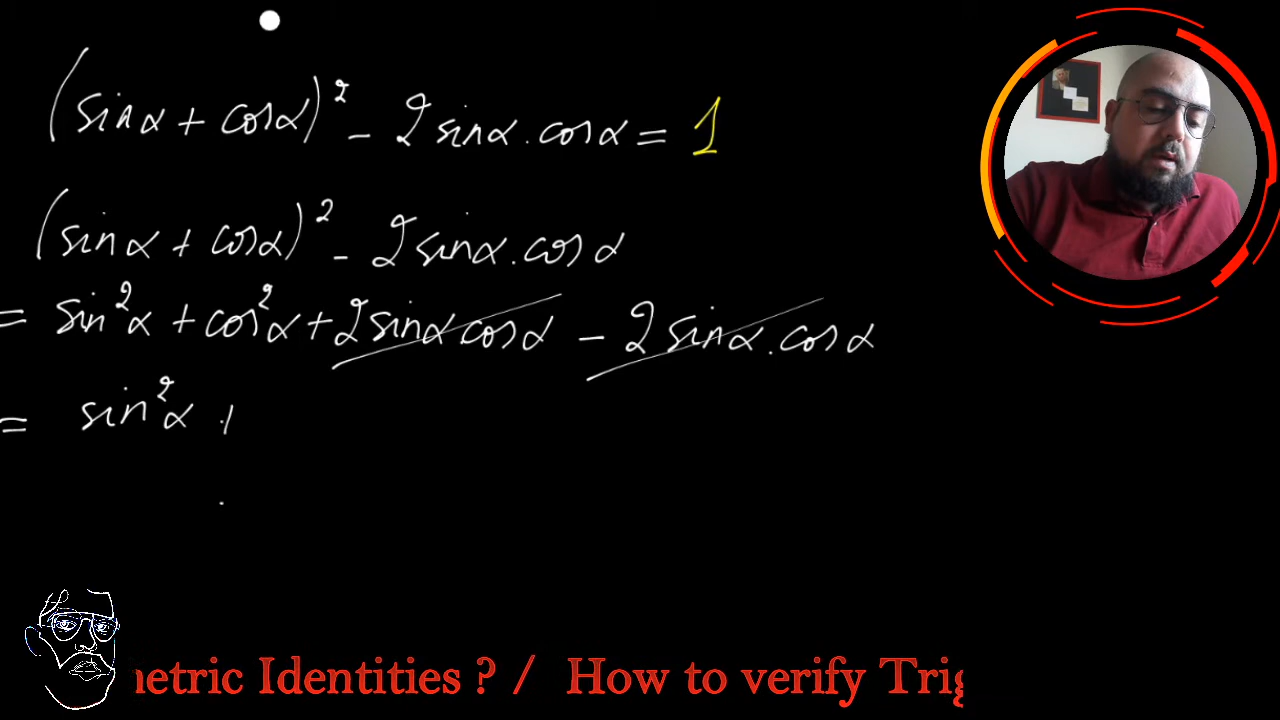 (sinα + cosα)² - 2 sinα . cosα = 1
(sinα + cosα)² - 2 sinα . cosα
= sin²α + cos²α + 2 sinα cosα - 2 sinα . cosα
= sin²α +
netric Identities ? / How to verify Trig